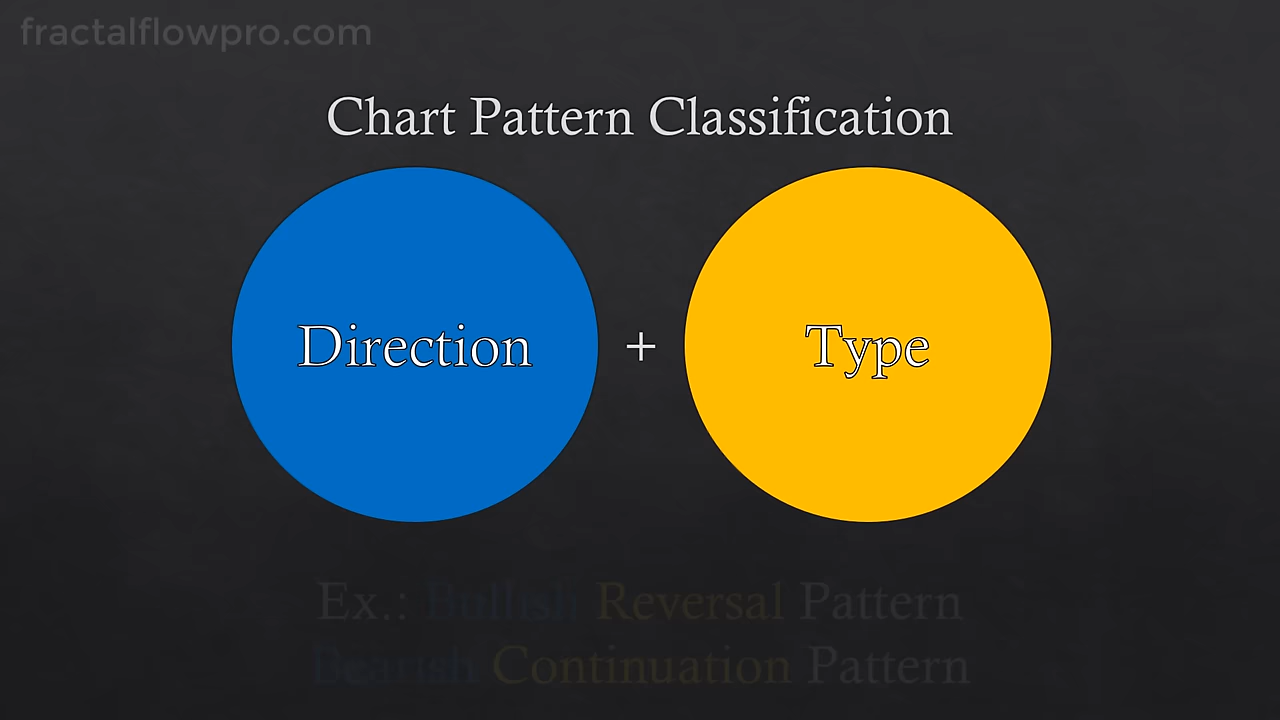 fractalflowpro.com
Chart Pattern Classification
Direction + Type
Ex.: Bullish Reversal Pattern
Bearish Continuation Pattern